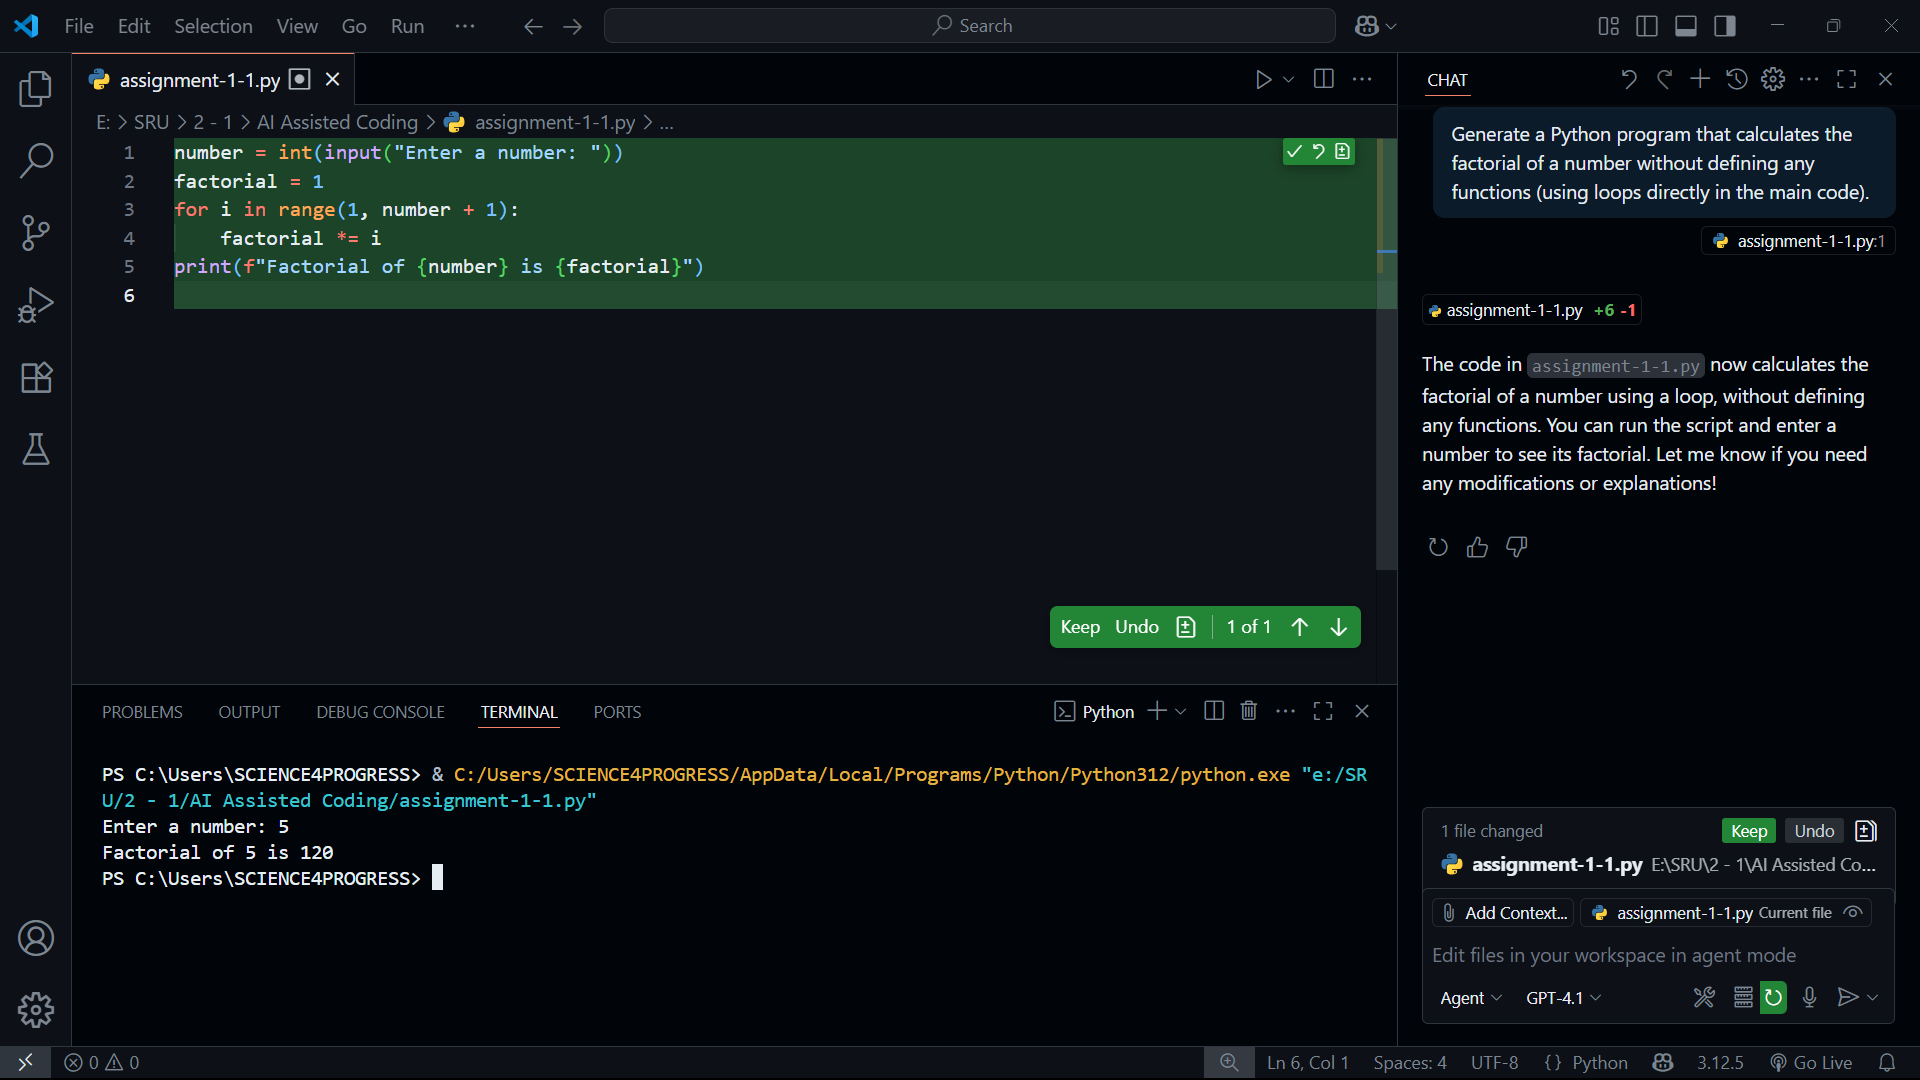 File Edit Selection View Go Run ··· Search
assignment-1-1.py
E: > SRU > 2 - 1 > AI Assisted Coding > assignment-1-1.py > ...
1 number = int(input("Enter a number: "))
2 factorial = 1
3 for i in range(1, number + 1):
4     factorial *= i
5 print(f"Factorial of {number} is {factorial}")
6
Keep Undo 1 of 1
PROBLEMS OUTPUT DEBUG CONSOLE TERMINAL PORTS Python
PS C:\Users\SCIENCE4PROGRESS> & C:/Users/SCIENCE4PROGRESS/AppData/Local/Programs/Python/Python312/python.exe "e:/SR
U/2 - 1/AI Assisted Coding/assignment-1-1.py"
Enter a number: 5
Factorial of 5 is 120
PS C:\Users\SCIENCE4PROGRESS>
CHAT
Generate a Python program that calculates the
factorial of a number without defining any
functions (using loops directly in the main code).
assignment-1-1.py:1
assignment-1-1.py +6 -1
The code in assignment-1-1.py now calculates the
factorial of a number using a loop, without defining
any functions. You can run the script and enter a
number to see its factorial. Let me know if you need
any modifications or explanations!
1 file changed Keep Undo
assignment-1-1.py E:\SRU\2 - 1\AI Assisted Co...
Add Context... assignment-1-1.py Current file
Edit files in your workspace in agent mode
Agent GPT-4.1
0 0 Ln 6, Col 1 Spaces: 4 UTF-8 {} Python 3.12.5 Go Live